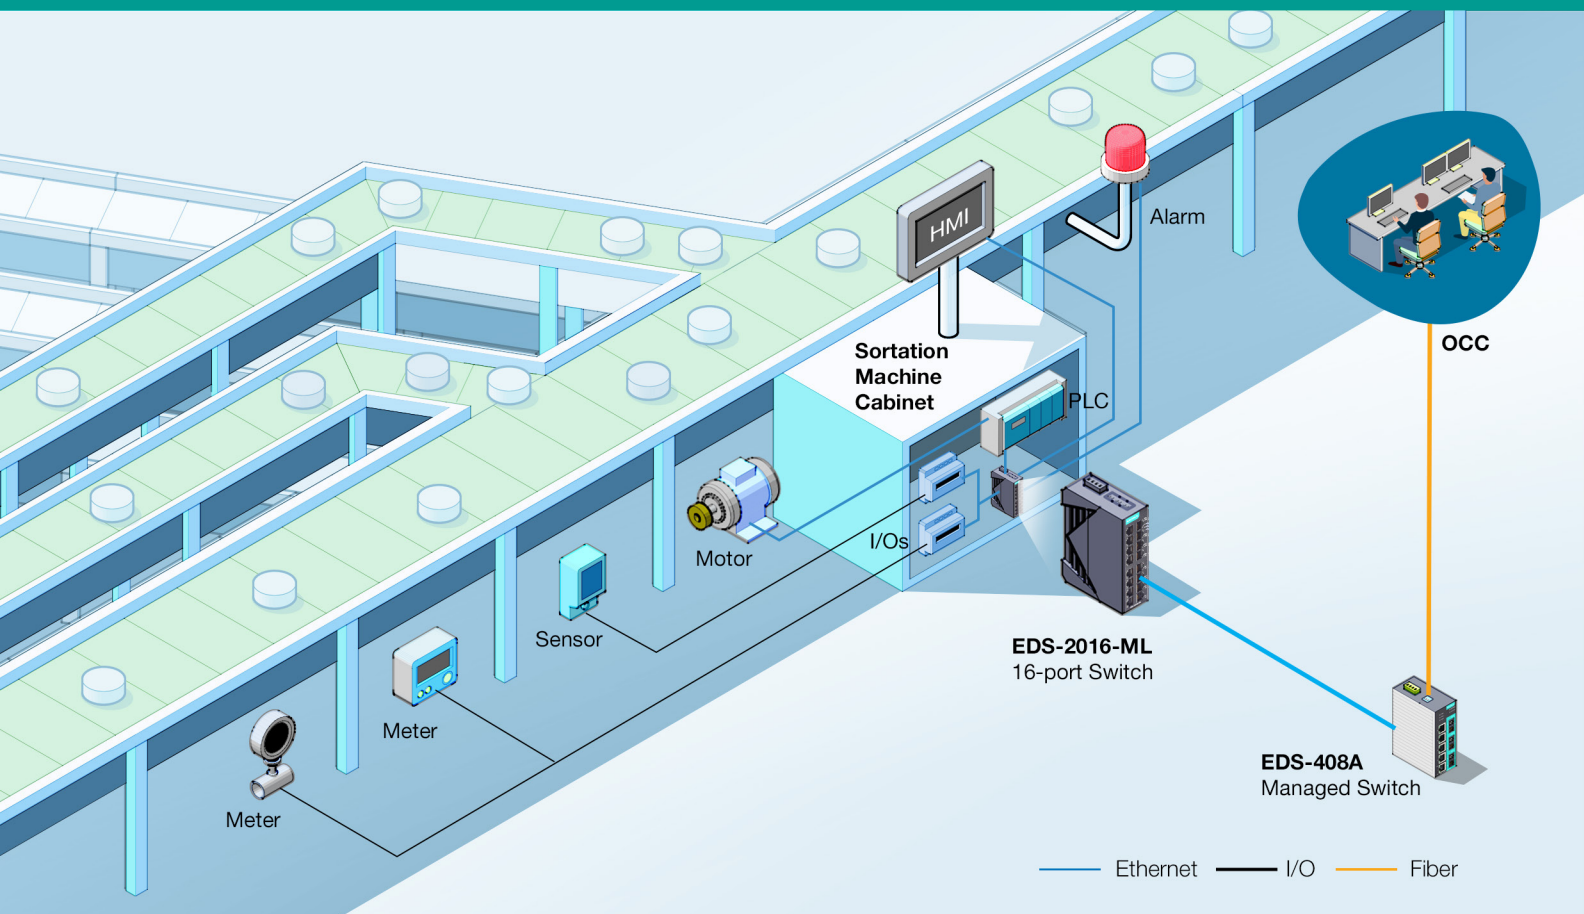 HMI
Alarm
OCC
Sortation
Machine
Cabinet
PLC
I/Os
Motor
Sensor
Meter
Meter
EDS-2016-ML
16-port Switch
EDS-408A
Managed Switch
Ethernet
I/O
Fiber